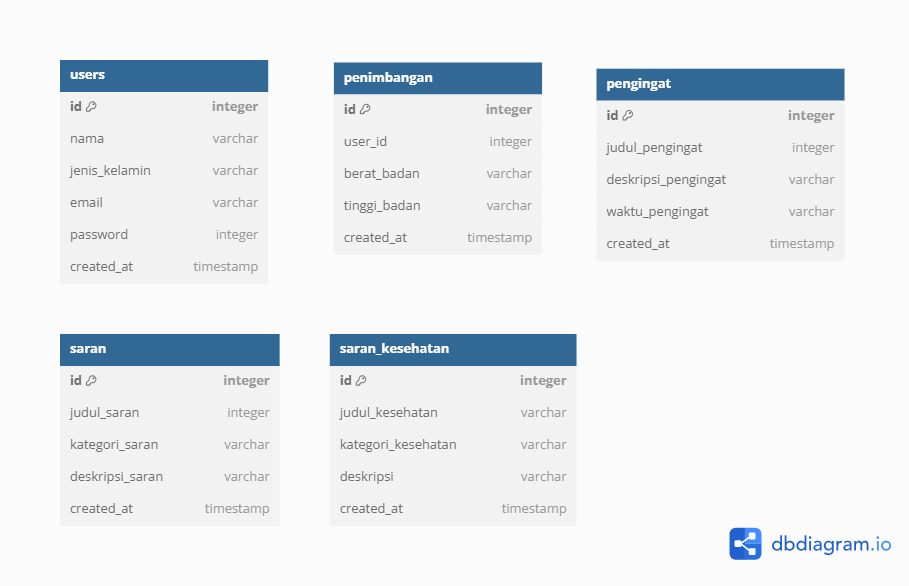 users
id integer
nama varchar
jenis_kelamin varchar
email varchar
password integer
created_at timestamp
penimbangan
id integer
user_id integer
berat_badan varchar
tinggi_badan varchar
created_at timestamp
pengingat
id integer
judul_pengingat integer
deskripsi_pengingat varchar
waktu_pengingat varchar
created_at timestamp
saran
id integer
judul_saran integer
kategori_saran varchar
deskripsi_saran varchar
created_at timestamp
saran_kesehatan
id integer
judul_kesehatan varchar
kategori_kesehatan varchar
deskripsi varchar
created_at timestamp
dbdiagram.io